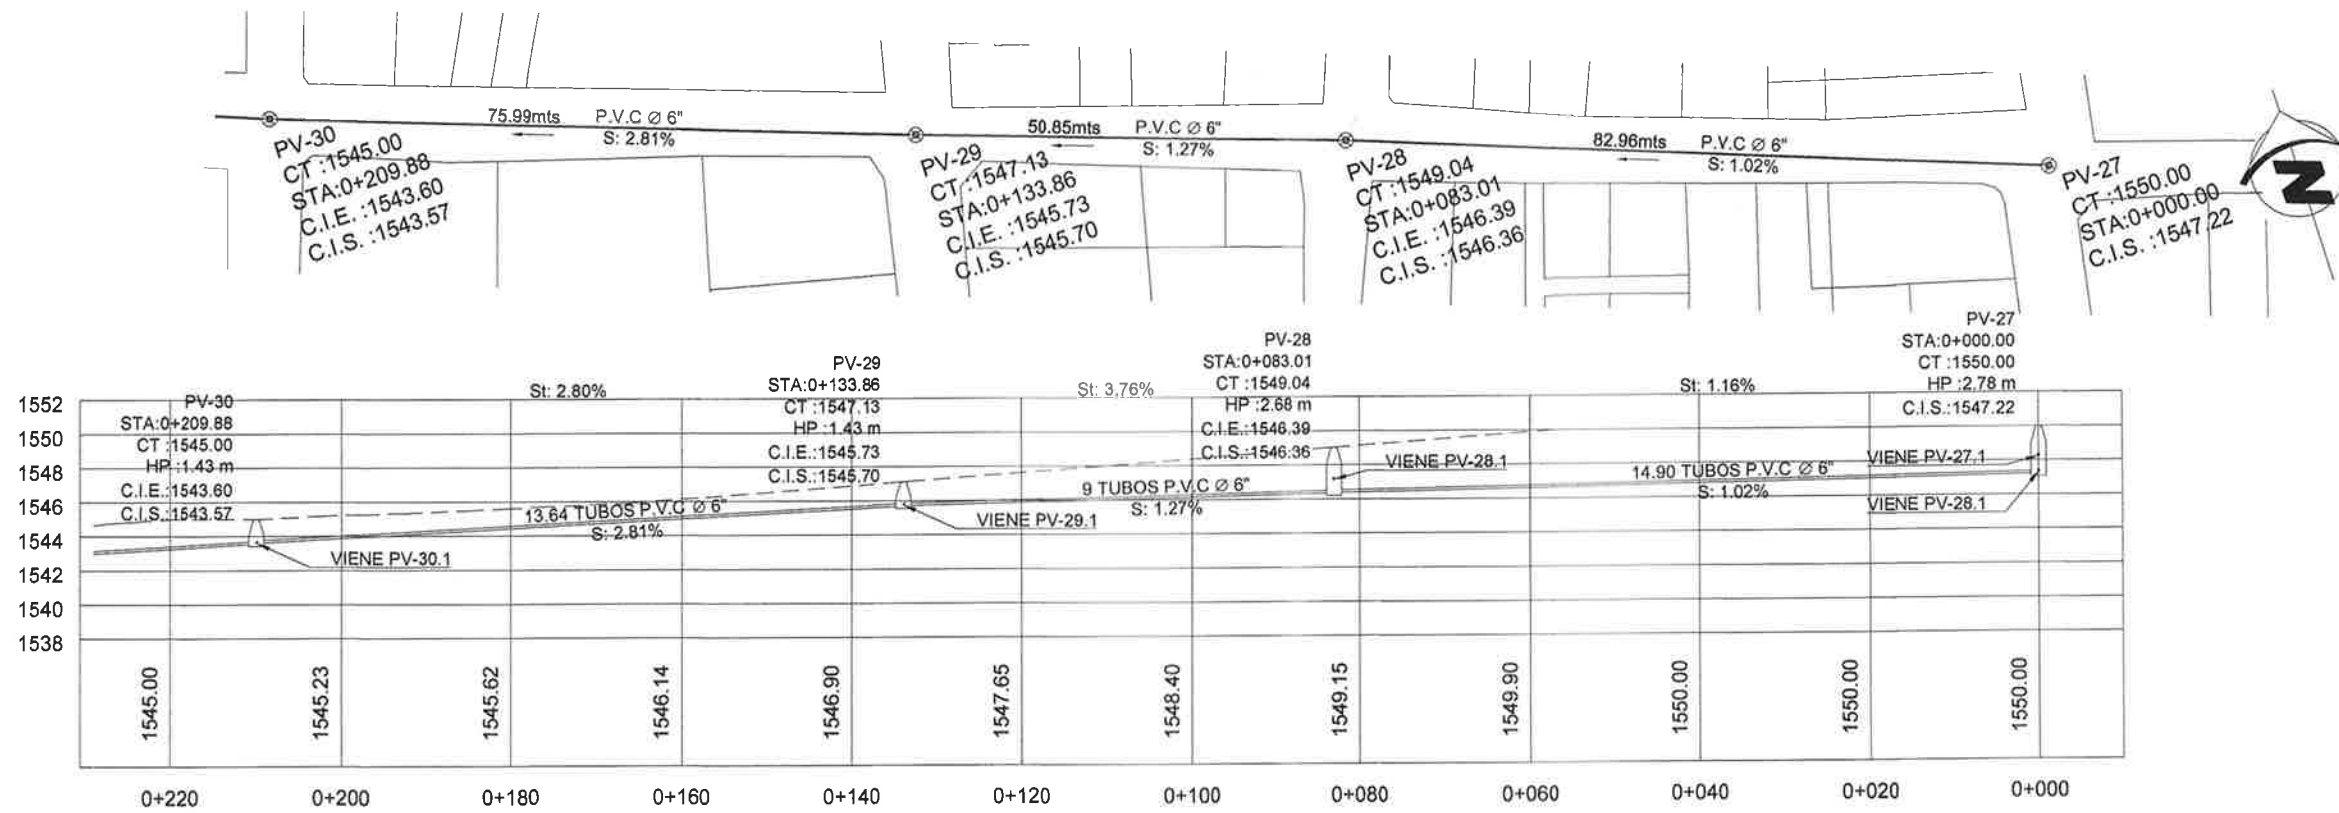 75.99mts
P.V.C Ø 6"
S: 2.81%
50.85mts
P.V.C Ø 6"
S: 1.27%
82.96mts
P.V.C Ø 6"
S: 1.02%
PV-30
CT :1545.00
STA:0+209.88
C.I.E. :1543.60
C.I.S. :1543.57
PV-29
CT :1547.13
STA:0+133.86
C.I.E. :1545.73
C.I.S. :1545.70
PV-28
CT :1549.04
STA:0+083.01
C.I.E. :1546.39
C.I.S. :1546.36
PV-27
CT :1550.00
STA:0+000.00
C.I.S. :1547.22
N
PV-30
STA:0+209.88
CT :1545.00
HP :1.43 m
C.I.E.:1543.60
C.I.S.:1543.57
St: 2.80%
PV-29
STA:0+133.86
CT :1547.13
HP :1.43 m
C.I.E.:1545.73
C.I.S.:1545.70
St: 3.76%
PV-28
STA:0+083.01
CT :1549.04
HP :2.68 m
C.I.E.:1546.39
C.I.S.:1546.36
St: 1.16%
PV-27
STA:0+000.00
CT :1550.00
HP :2.78 m
C.I.S.:1547.22
1552
1550
1548
1546
1544
1542
1540
1538
13.64 TUBOS P.V.C Ø 6"
S: 2.81%
VIENE PV-30.1
9 TUBOS P.V.C Ø 6"
S: 1.27%
VIENE PV-29.1
VIENE PV-28.1
14.90 TUBOS P.V.C Ø 6"
S: 1.02%
VIENE PV-27.1
VIENE PV-28.1
1545.00
1545.23
1545.62
1546.14
1546.90
1547.65
1548.40
1549.15
1549.90
1550.00
1550.00
1550.00
0+220
0+200
0+180
0+160
0+140
0+120
0+100
0+080
0+060
0+040
0+020
0+000